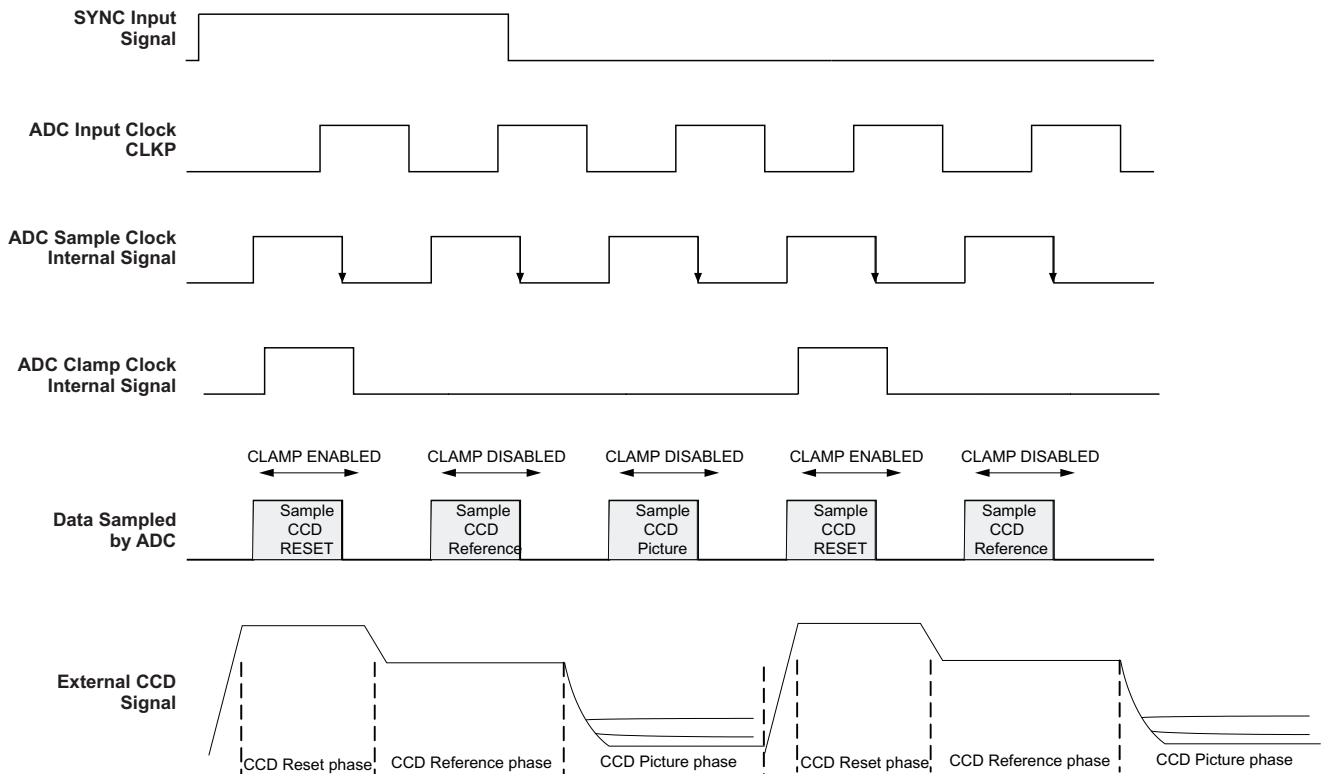 SYNC Input
Signal
ADC Input Clock
CLKP
ADC Sample Clock
Internal Signal
ADC Clamp Clock
Internal Signal
CLAMP ENABLED
CLAMP DISABLED
CLAMP DISABLED
CLAMP ENABLED
CLAMP DISABLED
Data Sampled
by ADC
Sample
CCD
RESET
Sample
CCD
Reference
Sample
CCD
Picture
Sample
CCD
RESET
Sample
CCD
Reference
External CCD
Signal
CCD Reset phase
CCD Reference phase
CCD Picture phase
CCD Reset phase
CCD Reference phase
CCD Picture phase